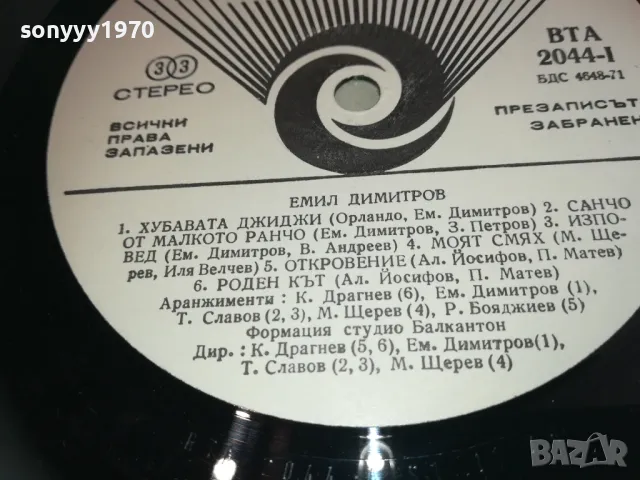 sonyyy1970
33
СТЕРЕО
ВСИЧКИ
ПРАВА
ЗАПАЗЕНИ
ВТА
2044-I
БДС 4648-71
ПРЕЗАПИСЪТ
ЗАБРАНЕН
ЕМИЛ ДИМИТРОВ
1. ХУБАВАТА ДЖИДЖИ (Орландо, Ем. Димитров) 2. САНЧО
ОТ МАЛКОТО РАНЧО (Ем. Димитров, З. Петров) 3. ИЗПО-
ВЕД (Ем. Димитров, В. Андреев) 4. МОЯТ СМЯХ (М. Ще-
рев, Иля Велчев) 5. ОТКРОВЕНИЕ (Ал. Йосифов, П. Матев)
6. РОДЕН КЪТ (Ал. Йосифов, П. Матев)
Аранжименти: К. Драгнев (6), Ем. Димитров (1),
Т. Славов (2, 3), М. Щерев (4), Р. Бояджиев (5)
Формация студио Балкантон
Дир.: К. Драгнев (5, 6), Ем. Димитров(1),
Т. Славов (2, 3), М. Щерев (4)
BAZAR
bg